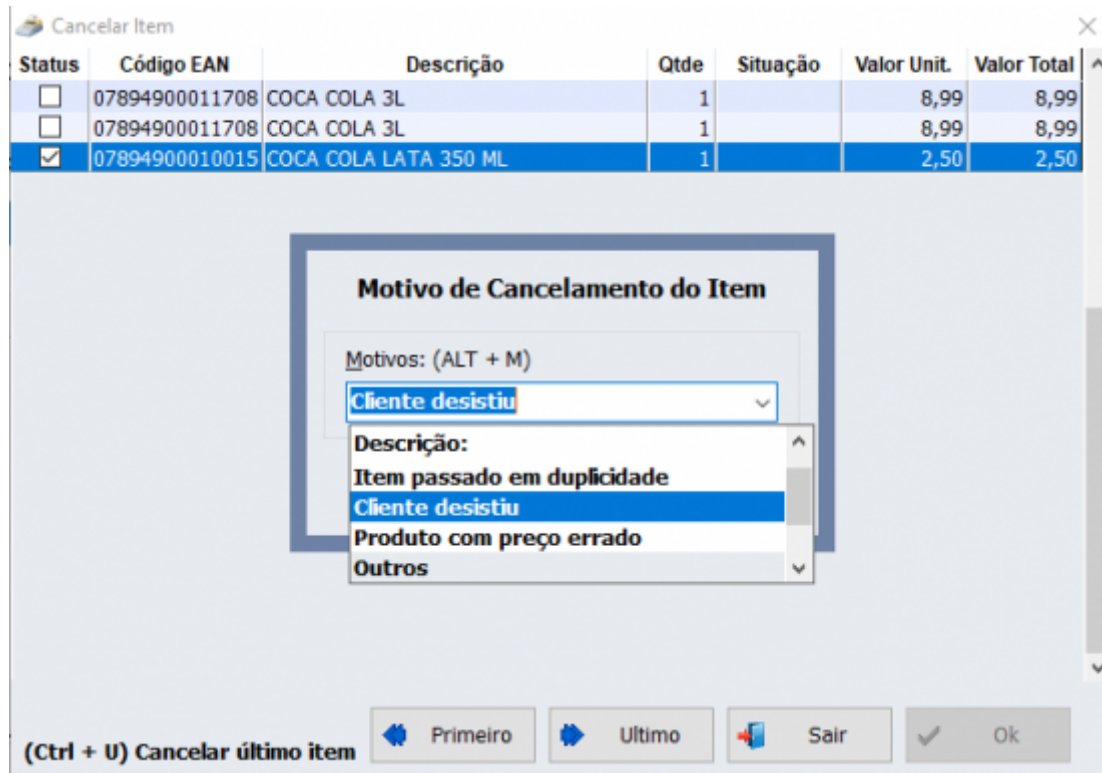 Cancelar Item
Status Código EAN Descrição Qtde Situação Valor Unit. Valor Total
07894900011708 COCA COLA 3L 1 8,99 8,99
07894900011708 COCA COLA 3L 1 8,99 8,99
07894900010015 COCA COLA LATA 350 ML 1 2,50 2,50
Motivo de Cancelamento do Item
Motivos: (ALT + M)
Cliente desistiu
Descrição:
Item passado em duplicidade
Cliente desistiu
Produto com preço errado
Outros
(Ctrl + U) Cancelar último item Primeiro Ultimo Sair Ok